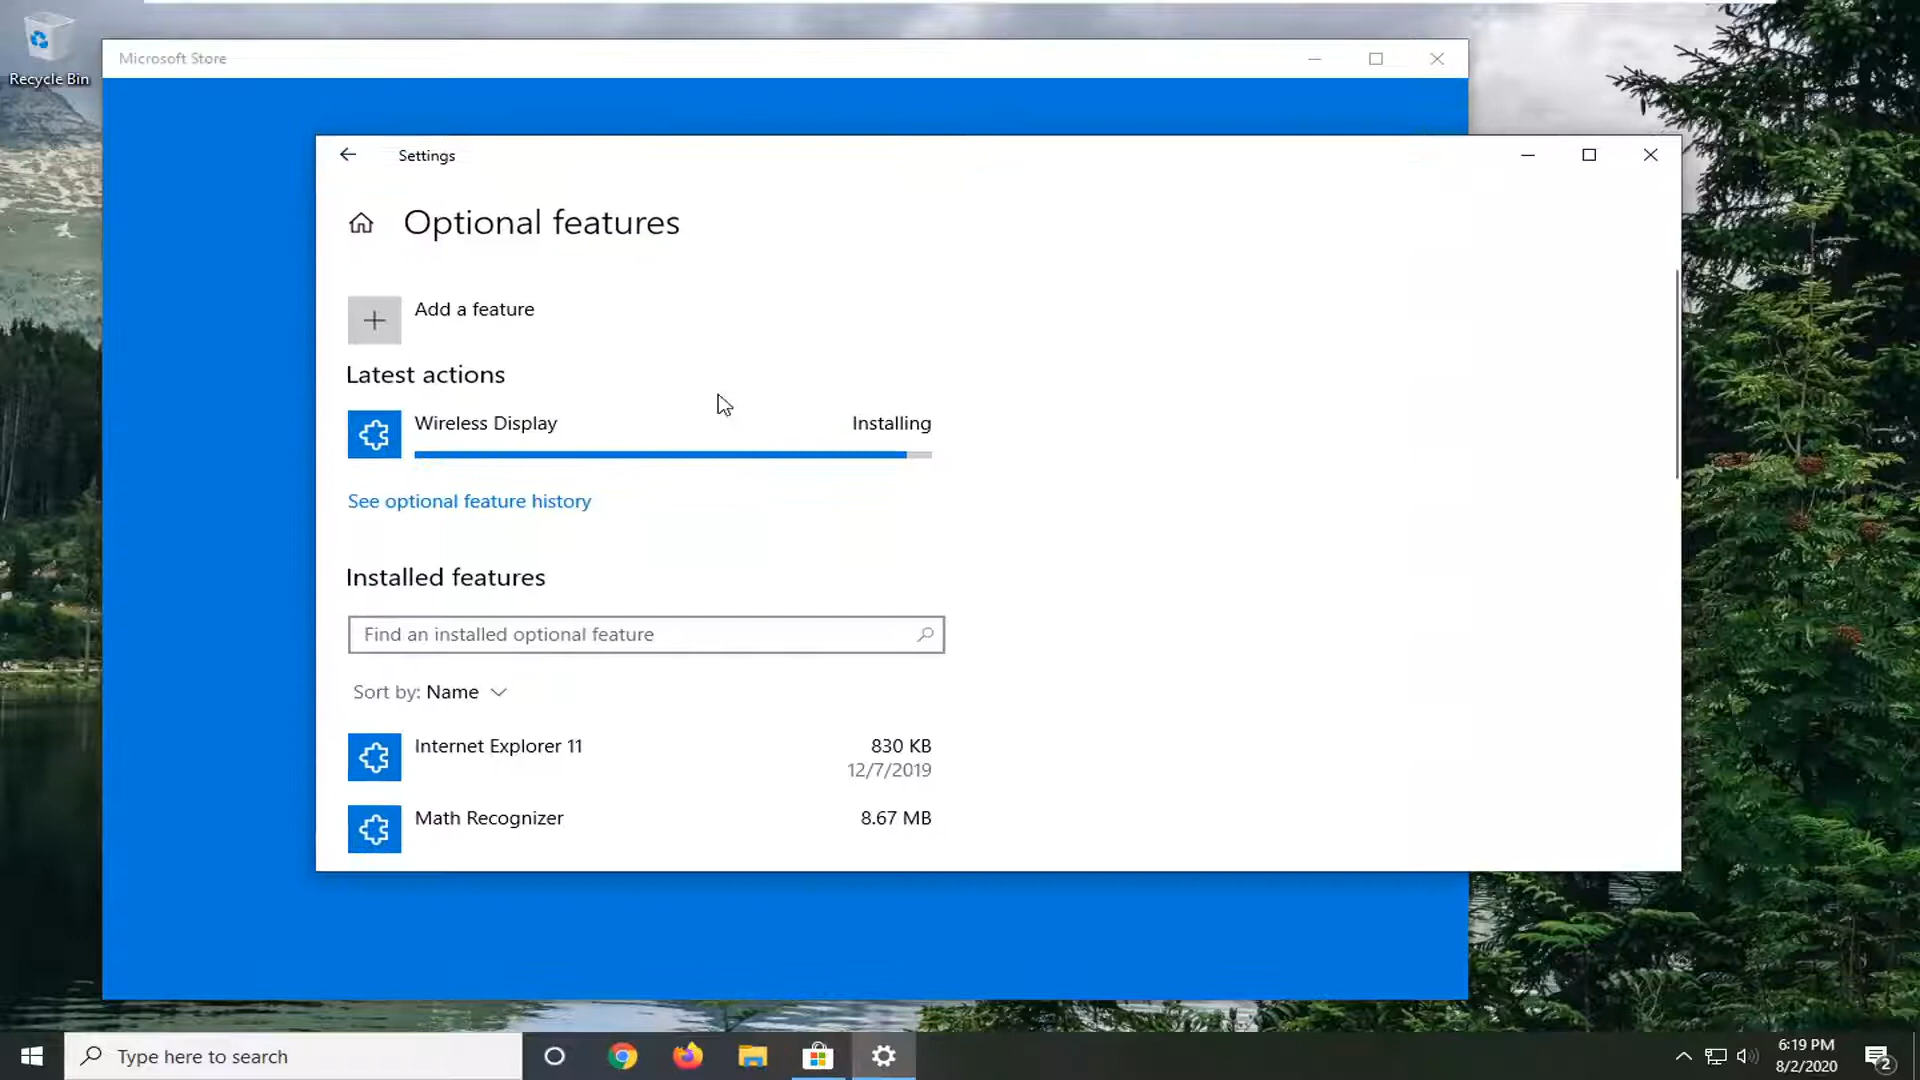 Recycle Bin
Microsoft Store
Settings
Optional features
Add a feature
Latest actions
Wireless Display
Installing
See optional feature history
Installed features
Find an installed optional feature
Sort by: Name
Internet Explorer 11
830 KB
12/7/2019
Math Recognizer
8.67 MB
Type here to search
6:19 PM
8/2/2020
2